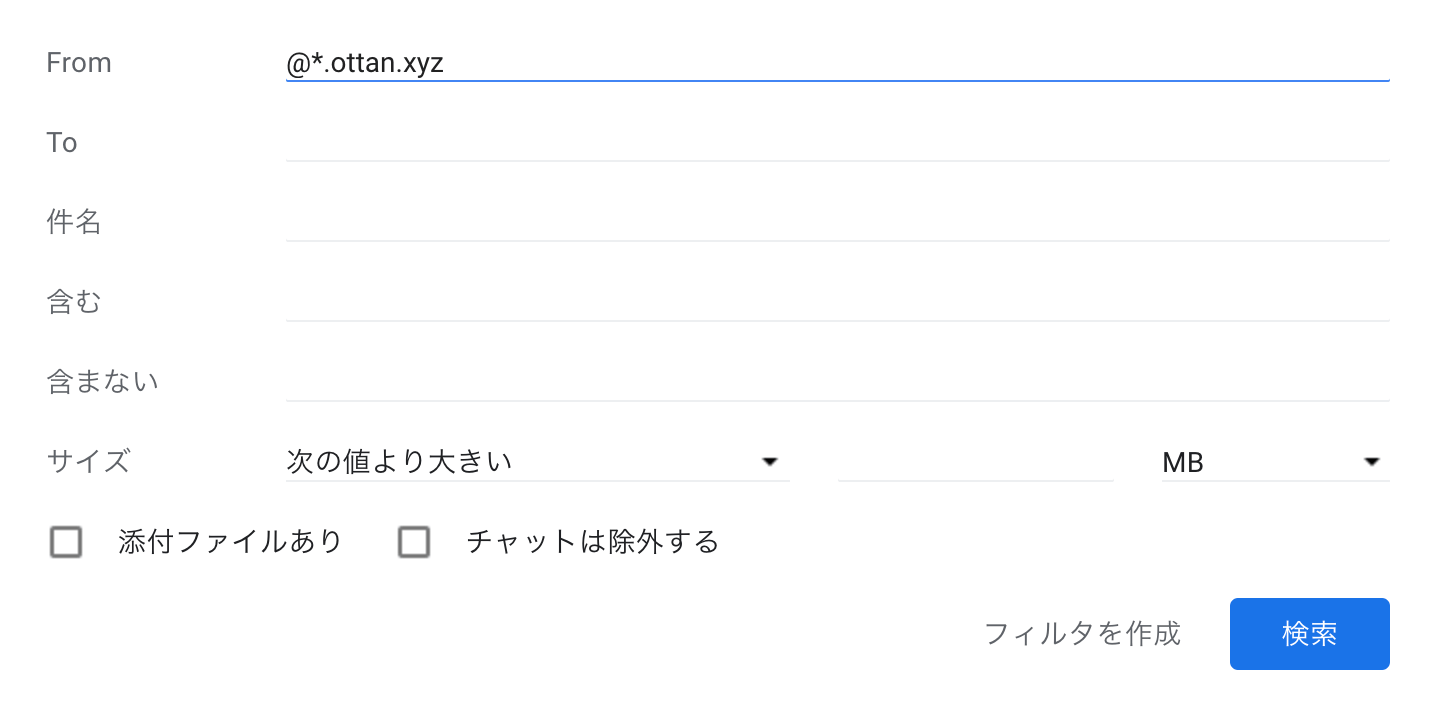 From @*.ottan.xyz
To
件名
含む
含まない
サイズ 次の値より大きい MB
添付ファイルあり チャットは除外する
フィルタを作成 検索